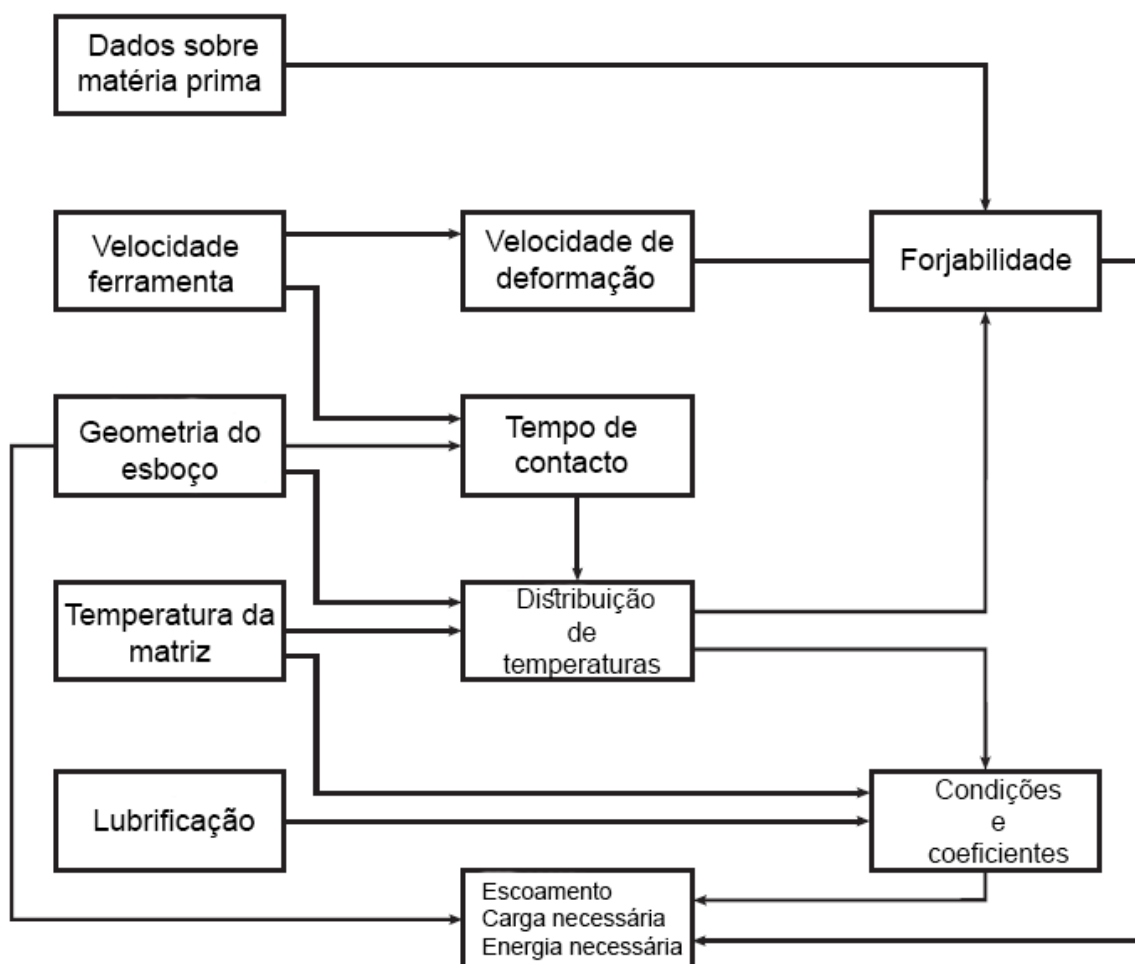 Dados sobre
matéria prima
Velocidade
ferramenta
Velocidade de
deformação
Forjabilidade
Geometria do
esboço
Tempo de
contacto
Temperatura da
matriz
Distribuição
de
temperaturas
Lubrificação
Condições
e
coeficientes
Escoamento
Carga necessária
Energia necessária